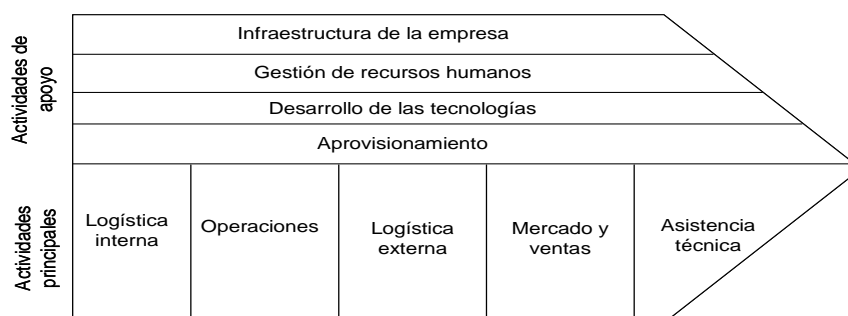 Actividades de
apoyo
Infraestructura de la empresa
Gestión de recursos humanos
Desarrollo de las tecnologías
Aprovisionamiento
Actividades
principales
Logística
interna
Operaciones
Logística
externa
Mercado y
ventas
Asistencia
técnica